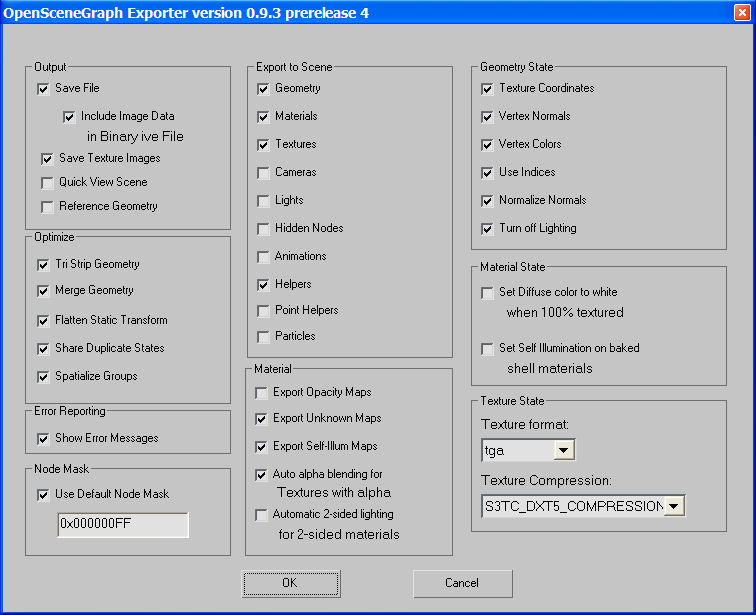 OpenSceneGraph Exporter version 0.9.3 prerelease 4
Output
Save File
Include Image Data
in Binary ive File
Save Texture Images
Quick View Scene
Reference Geometry
Optimize
Tri Strip Geometry
Merge Geometry
Flatten Static Transform
Share Duplicate States
Spatialize Groups
Error Reporting
Show Error Messages
Node Mask
Use Default Node Mask
0x000000FF
Export to Scene
Geometry
Materials
Textures
Cameras
Lights
Hidden Nodes
Animations
Helpers
Point Helpers
Particles
Material
Export Opacity Maps
Export Unknown Maps
Export Self-Illum Maps
Auto alpha blending for
Textures with alpha
Automatic 2-sided lighting
for 2-sided materials
Geometry State
Texture Coordinates
Vertex Normals
Vertex Colors
Use Indices
Normalize Normals
Turn off Lighting
Material State
Set Diffuse color to white
when 100% textured
Set Self Illumination on baked
shell materials
Texture State
Texture format:
tga
Texture Compression:
S3TC_DXT5_COMPRESSION
OK
Cancel